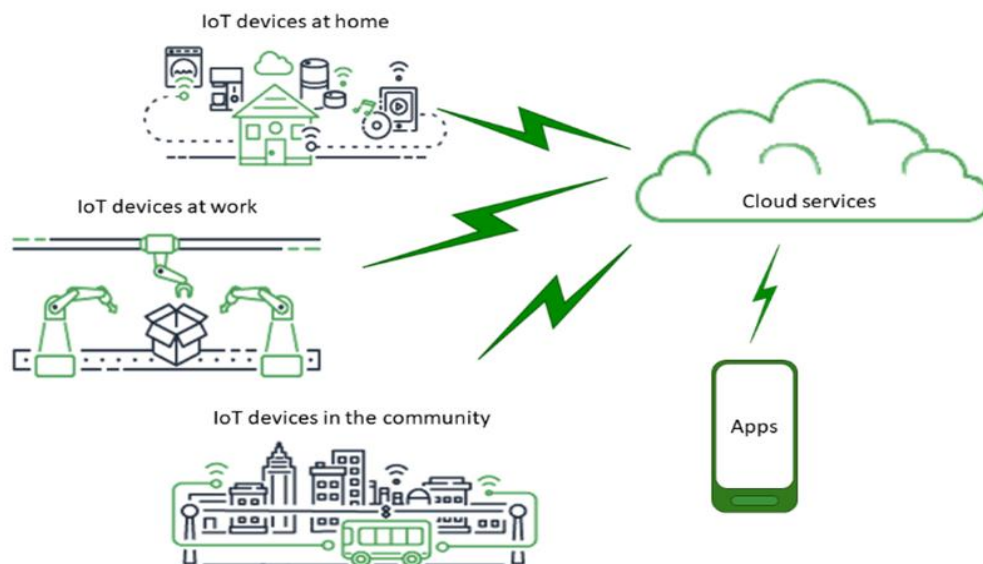 IoT devices at home
IoT devices at work
Cloud services
IoT devices in the community
Apps